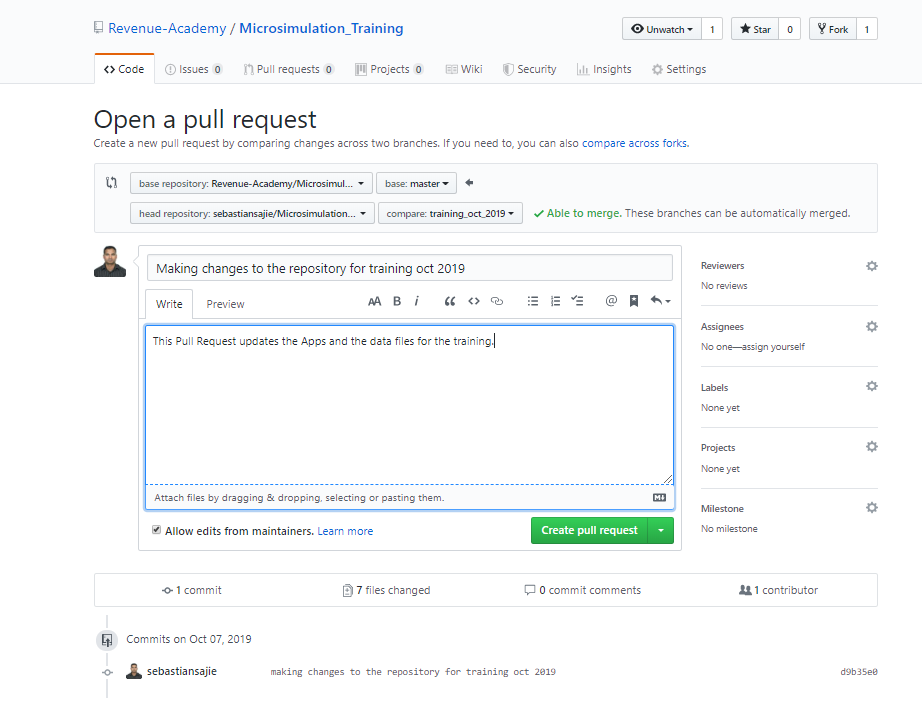 Revenue-Academy / Microsimulation_Training
Unwatch 1 Star 0 Fork 1
Code Issues 0 Pull requests 0 Projects 0 Wiki Security Insights Settings
Open a pull request
Create a new pull request by comparing changes across two branches. If you need to, you can also compare across forks.
base repository: Revenue-Academy/Microsimul... base: master
head repository: sebastiansajie/Microsimulation... compare: training_oct_2019 Able to merge. These branches can be automatically merged.
Making changes to the repository for training oct 2019
Write Preview AA B i “ <> @
This Pull Request updates the Apps and the data files for the training.
Attach files by dragging & dropping, selecting or pasting them.
Allow edits from maintainers. Learn more Create pull request
Reviewers
No reviews
Assignees
No one—assign yourself
Labels
None yet
Projects
None yet
Milestone
No milestone
1 commit 7 files changed 0 commit comments 1 contributor
Commits on Oct 07, 2019
sebastiansajie making changes to the repository for training oct 2019 d9b35e0